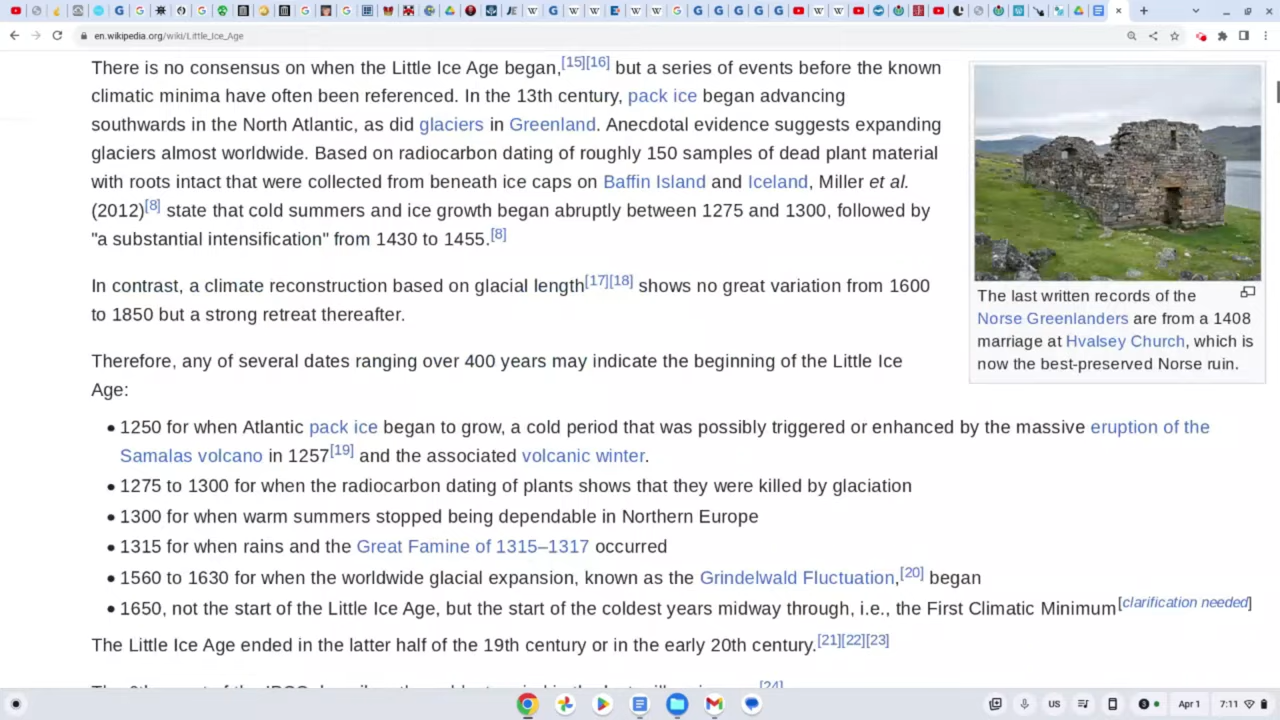 en.wikipedia.org/wiki/Little_Ice_Age
There is no consensus on when the Little Ice Age began,[15][16] but a series of events before the known
climatic minima have often been referenced. In the 13th century, pack ice began advancing
southwards in the North Atlantic, as did glaciers in Greenland. Anecdotal evidence suggests expanding
glaciers almost worldwide. Based on radiocarbon dating of roughly 150 samples of dead plant material
with roots intact that were collected from beneath ice caps on Baffin Island and Iceland, Miller et al.
(2012)[8] state that cold summers and ice growth began abruptly between 1275 and 1300, followed by
"a substantial intensification" from 1430 to 1455.[8]
In contrast, a climate reconstruction based on glacial length[17][18] shows no great variation from 1600
to 1850 but a strong retreat thereafter.
Therefore, any of several dates ranging over 400 years may indicate the beginning of the Little Ice
Age:
The last written records of the
Norse Greenlanders are from a 1408
marriage at Hvalsey Church, which is
now the best-preserved Norse ruin.
• 1250 for when Atlantic pack ice began to grow, a cold period that was possibly triggered or enhanced by the massive eruption of the
Samalas volcano in 1257[19] and the associated volcanic winter.
• 1275 to 1300 for when the radiocarbon dating of plants shows that they were killed by glaciation
• 1300 for when warm summers stopped being dependable in Northern Europe
• 1315 for when rains and the Great Famine of 1315–1317 occurred
• 1560 to 1630 for when the worldwide glacial expansion, known as the Grindelwald Fluctuation,[20] began
• 1650, not the start of the Little Ice Age, but the start of the coldest years midway through, i.e., the First Climatic Minimum[clarification needed]
The Little Ice Age ended in the latter half of the 19th century or in the early 20th century.[21][22][23]
[24]
US
3
Apr 1
7:11